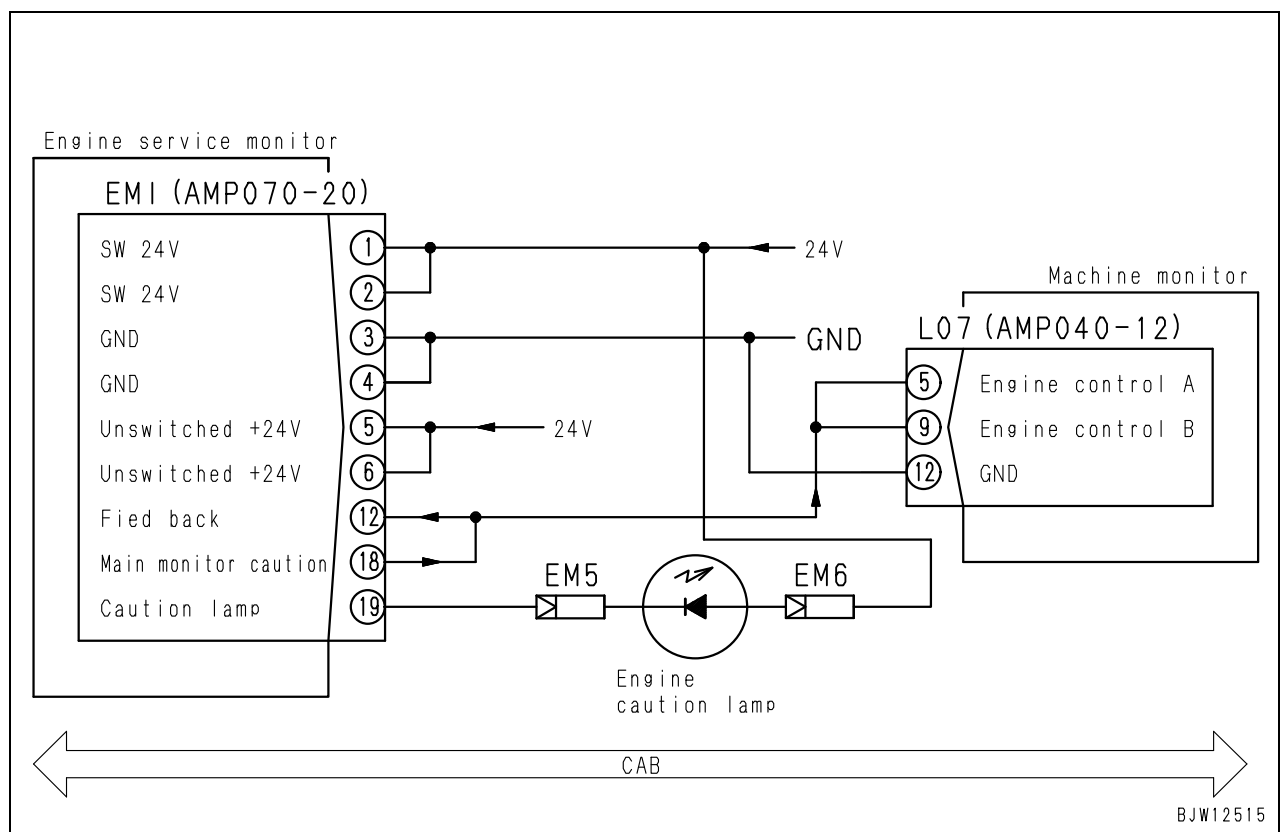 Engine service monitor
EM1 (AMP070-20)
SW 24V 1
SW 24V 2
GND 3
GND 4
Unswitched +24V 5
Unswitched +24V 6
Fied back 12
Main monitor caution 18
Caution lamp 19
24V
GND
24V
Machine monitor
L07 (AMP040-12)
5 Engine control A
9 Engine control B
12 GND
EM5
EM6
Engine
caution lamp
CAB
BJW12515